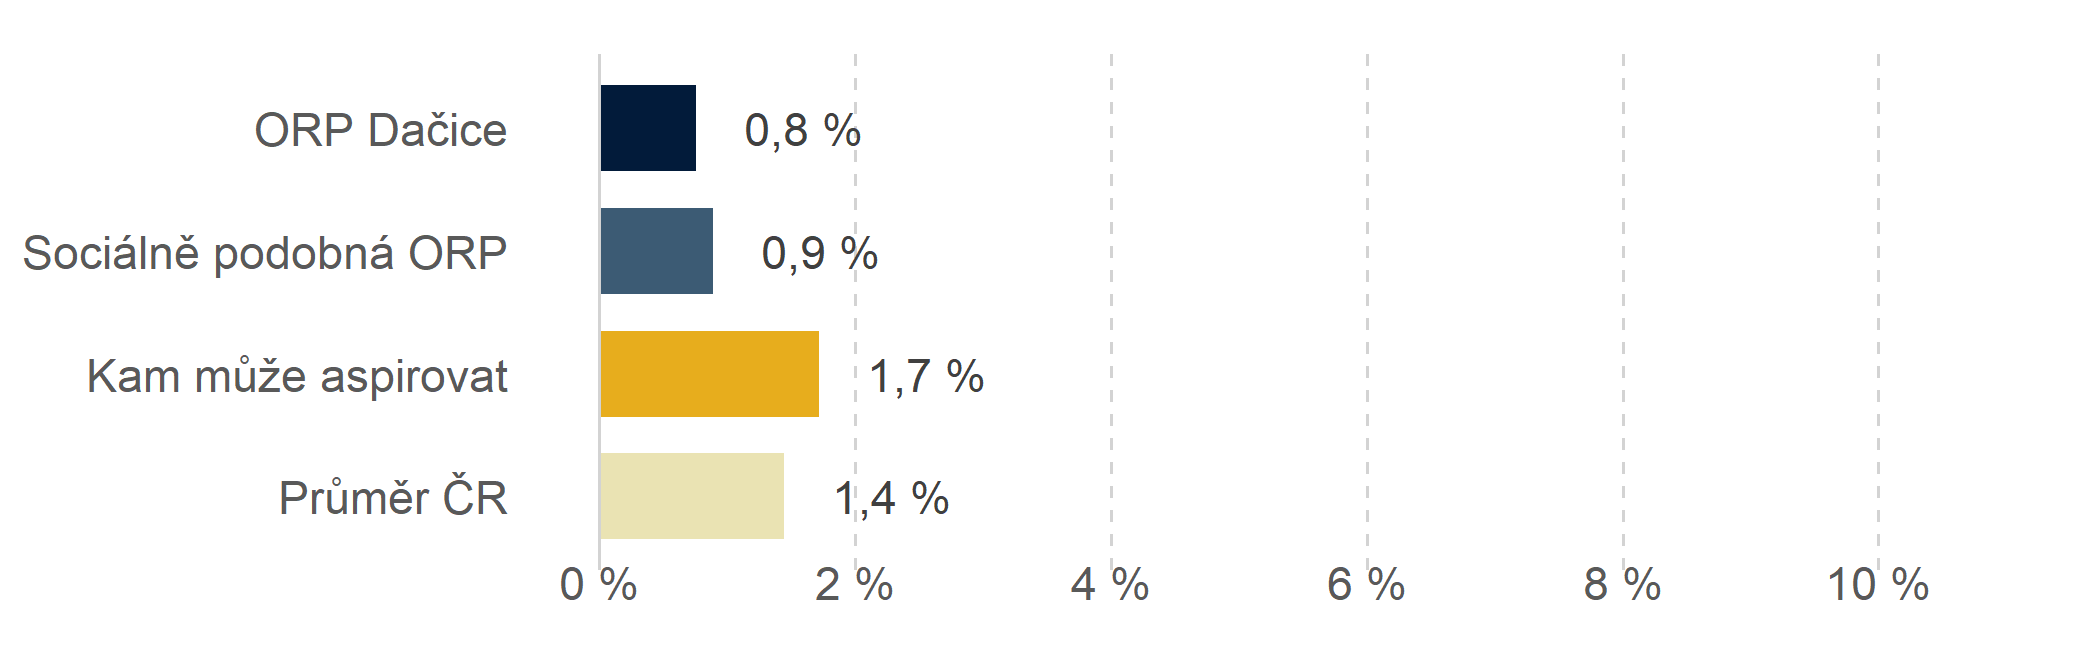 ORP Dačice 0,8 %
Sociálně podobná ORP 0,9 %
Kam může aspirovat 1,7 %
Průměr ČR 1,4 %
0 % 2 % 4 % 6 % 8 % 10 %